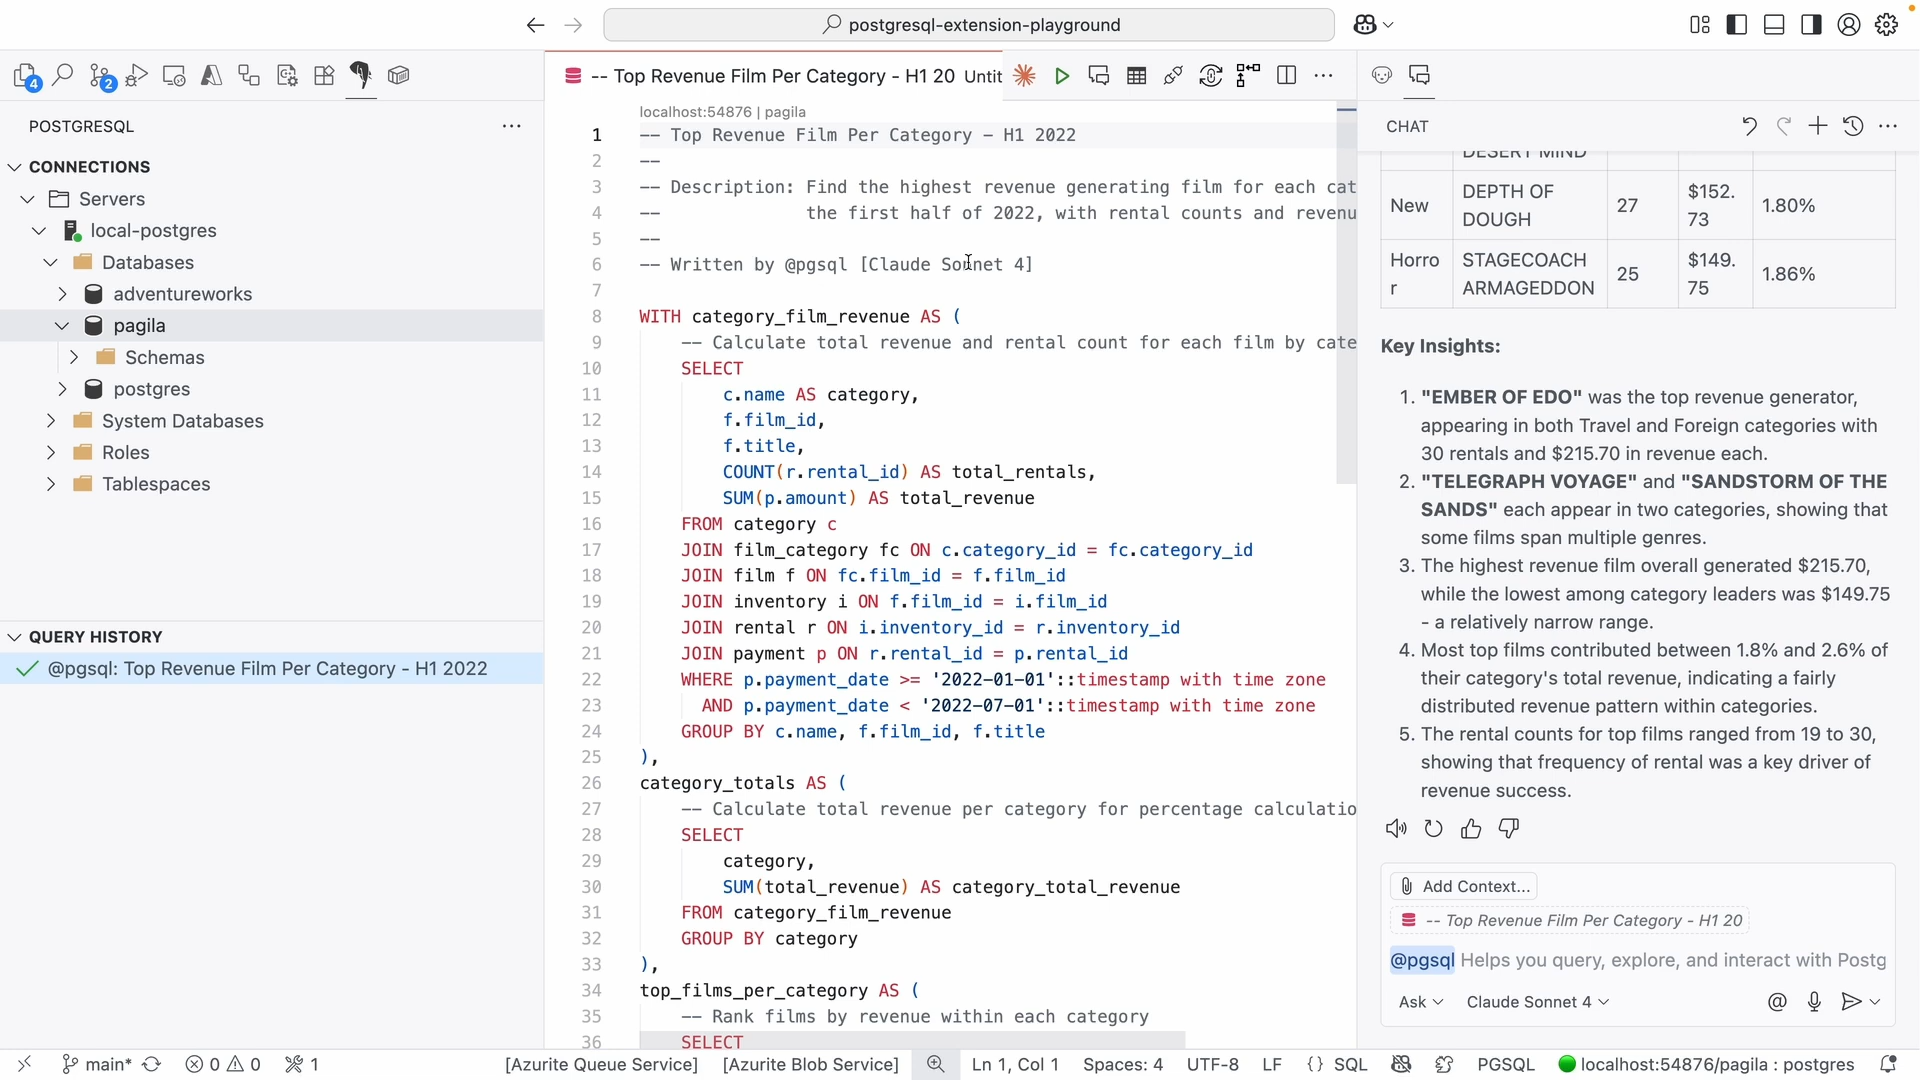 postgresql-extension-playground
4
2
POSTGRESQL
CONNECTIONS
Servers
local-postgres
Databases
adventureworks
pagila
Schemas
postgres
System Databases
Roles
Tablespaces
QUERY HISTORY
@pgsql: Top Revenue Film Per Category - H1 2022
-- Top Revenue Film Per Category - H1 20 Untit
localhost:54876 | pagila
1 -- Top Revenue Film Per Category - H1 2022
2 --
3 -- Description: Find the highest revenue generating film for each cat
4 -- the first half of 2022, with rental counts and revenu
5 --
6 -- Written by @pgsql [Claude Sonnet 4]
7
8 WITH category_film_revenue AS (
9 -- Calculate total revenue and rental count for each film by cate
10 SELECT
11 c.name AS category,
12 f.film_id,
13 f.title,
14 COUNT(r.rental_id) AS total_rentals,
15 SUM(p.amount) AS total_revenue
16 FROM category c
17 JOIN film_category fc ON c.category_id = fc.category_id
18 JOIN film f ON fc.film_id = f.film_id
19 JOIN inventory i ON f.film_id = i.film_id
20 JOIN rental r ON i.inventory_id = r.inventory_id
21 JOIN payment p ON r.rental_id = p.rental_id
22 WHERE p.payment_date >= '2022-01-01'::timestamp with time zone
23 AND p.payment_date < '2022-07-01'::timestamp with time zone
24 GROUP BY c.name, f.film_id, f.title
25 ),
26 category_totals AS (
27 -- Calculate total revenue per category for percentage calculatio
28 SELECT
29 category,
30 SUM(total_revenue) AS category_total_revenue
31 FROM category_film_revenue
32 GROUP BY category
33 ),
34 top_films_per_category AS (
35 -- Rank films by revenue within each category
36 SELECT
CHAT
DESERT MIND
New DEPTH OF DOUGH 27 $152.73 1.80%
Horror STAGECOACH ARMAGEDDON 25 $149.75 1.86%
Key Insights:
1. "EMBER OF EDO" was the top revenue generator,
appearing in both Travel and Foreign categories with
30 rentals and $215.70 in revenue each.
2. "TELEGRAPH VOYAGE" and "SANDSTORM OF THE
SANDS" each appear in two categories, showing that
some films span multiple genres.
3. The highest revenue film overall generated $215.70,
while the lowest among category leaders was $149.75
- a relatively narrow range.
4. Most top films contributed between 1.8% and 2.6% of
their category's total revenue, indicating a fairly
distributed revenue pattern within categories.
5. The rental counts for top films ranged from 19 to 30,
showing that frequency of rental was a key driver of
revenue success.
Add Context...
-- Top Revenue Film Per Category - H1 20
@pgsql Helps you query, explore, and interact with Postg
Ask Claude Sonnet 4
main* 0 0 1 [Azurite Queue Service] [Azurite Blob Service] Ln 1, Col 1 Spaces: 4 UTF-8 LF {} SQL PGSQL localhost:54876/pagila : postgres